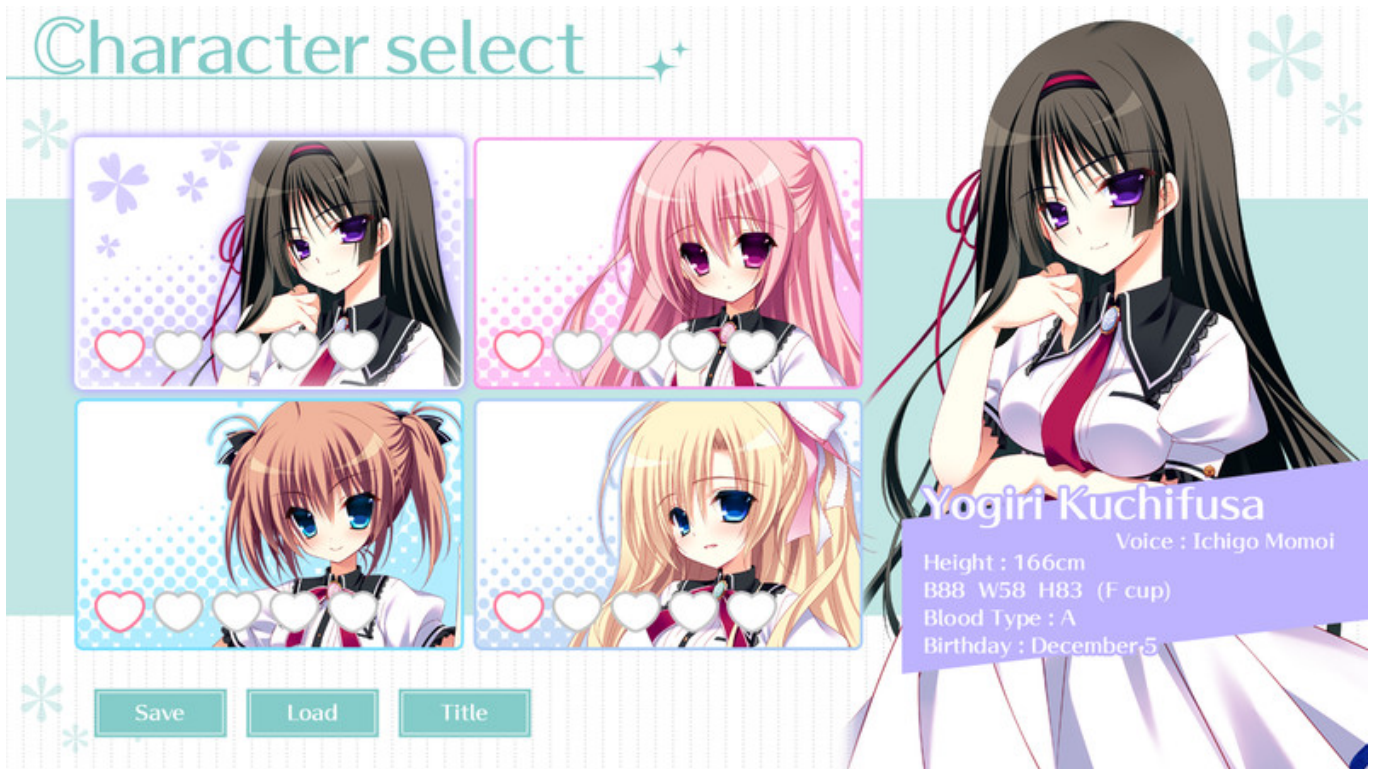 Character select
Yogiri Kuchifusa
Voice : Ichigo Momoi
Height : 166cm
B88 W58 H83 (F cup)
Blood Type : A
Birthday : December 5
Save
Load
Title